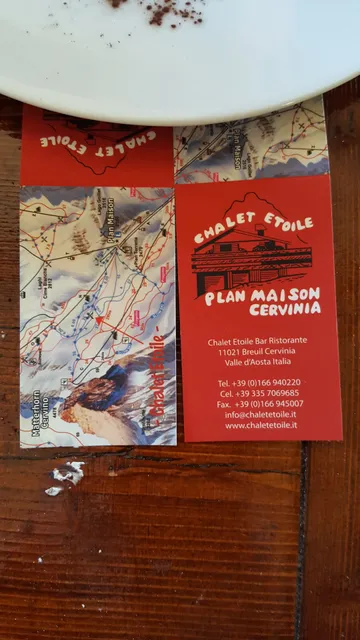 CHALET ETOILE
Plan Maison
Plan Maison
- Chalet Etoile -
Matterhorn
Cervino
CHALET ETOILE
PLAN MAISON
CERVINIA
Chalet Etoile Bar Ristorante
11021 Breuil Cervinia
Valle d'Aosta Italia
Tel. +39 (0)166 940220
Cel. +39 335 7069685
Fax. +39 (0)166 945007
info@chaletetoile.it
www.chaletetoile.it